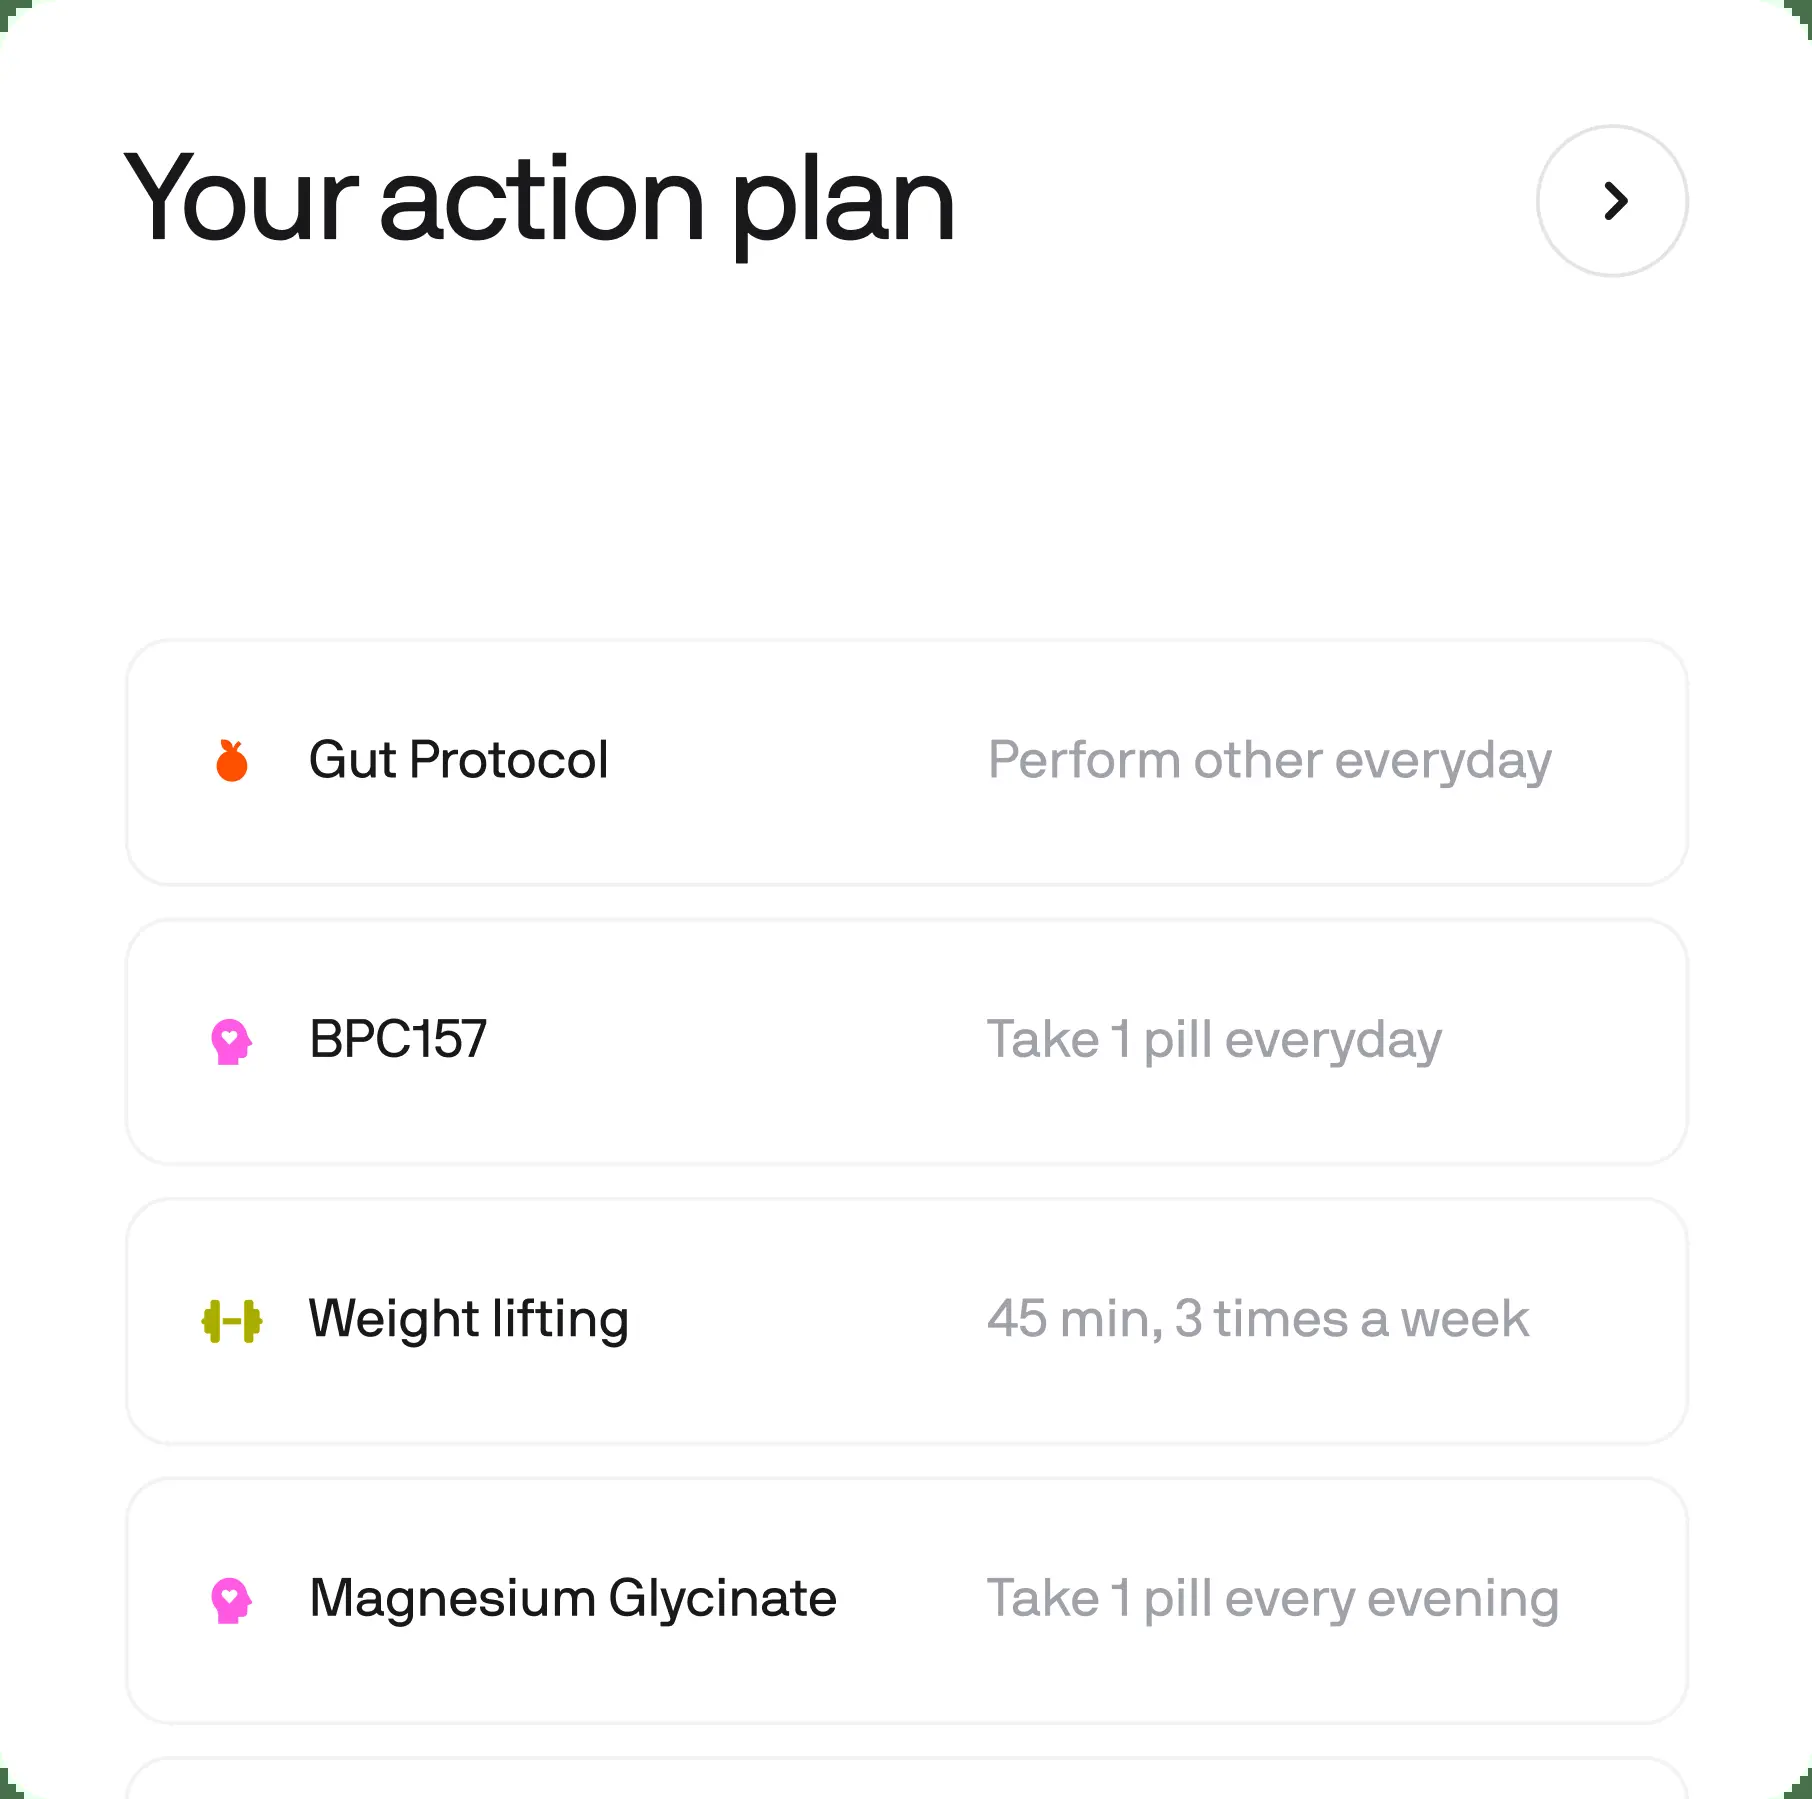 Your action plan
Gut Protocol
Perform other everyday
BPC157
Take 1 pill everyday
Weight lifting
45 min, 3 times a week
Magnesium Glycinate
Take 1 pill every evening